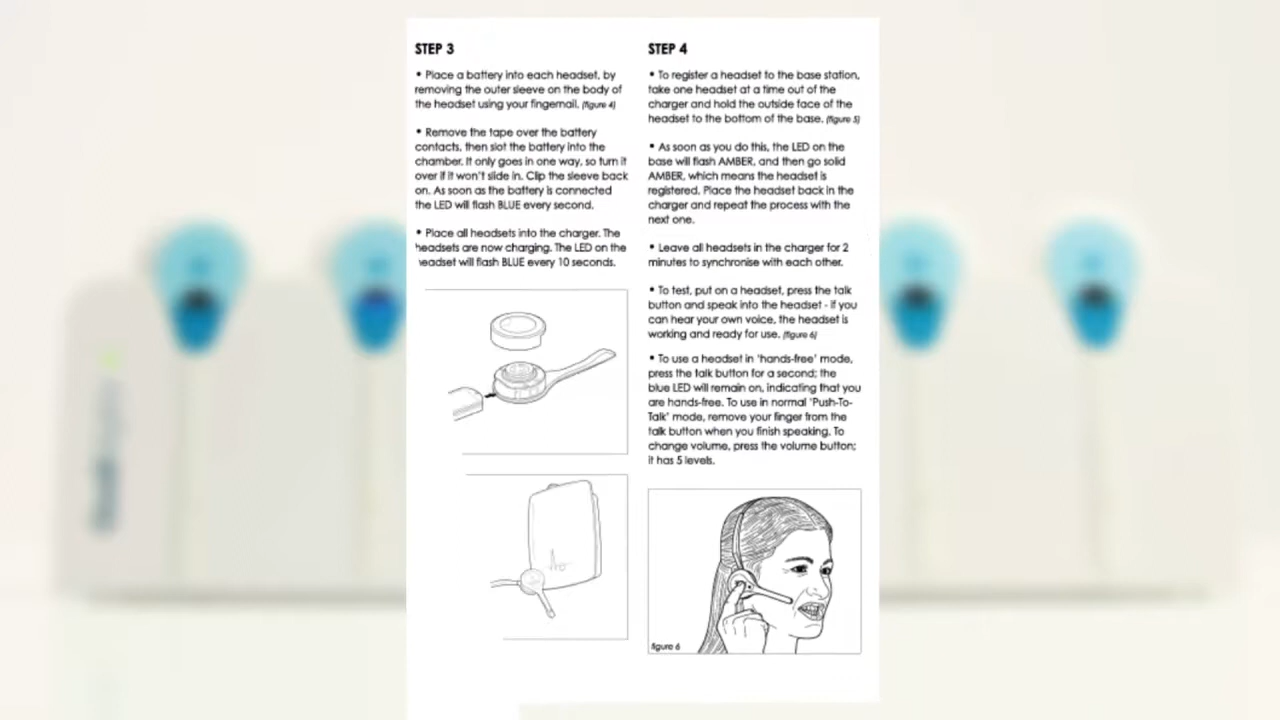 STEP 3
• Place a battery into each headset, by
removing the outer sleeve on the body of
the headset using your fingernail. (figure 4)
• Remove the tape over the battery
contacts, then slot the battery into the
chamber. It only goes in one way, so turn it
over if it won't slide in. Clip the sleeve back
on. As soon as the battery is connected
the LED will flash BLUE every second.
• Place all headsets into the charger. The
headsets are now charging. The LED on the
headset will flash BLUE every 10 seconds.
STEP 4
• To register a headset to the base station,
take one headset at a time out of the
charger and hold the outside face of the
headset to the bottom of the base. (figure 5)
• As soon as you do this, the LED on the
base will flash AMBER, and then go solid
AMBER, which means the headset is
registered. Place the headset back in the
charger and repeat the process with the
next one.
• Leave all headsets in the charger for 2
minutes to synchronise with each other.
• To test, put on a headset, press the talk
button and speak into the headset - if you
can hear your own voice, the headset is
working and ready for use. (figure 6)
• To use a headset in 'hands-free' mode,
press the talk button for a second; the
blue LED will remain on, indicating that you
are hands-free. To use in normal 'Push-To-
Talk' mode, remove your finger from the
talk button when you finish speaking. To
change volume, press the volume button;
it has 5 levels.
figure 6